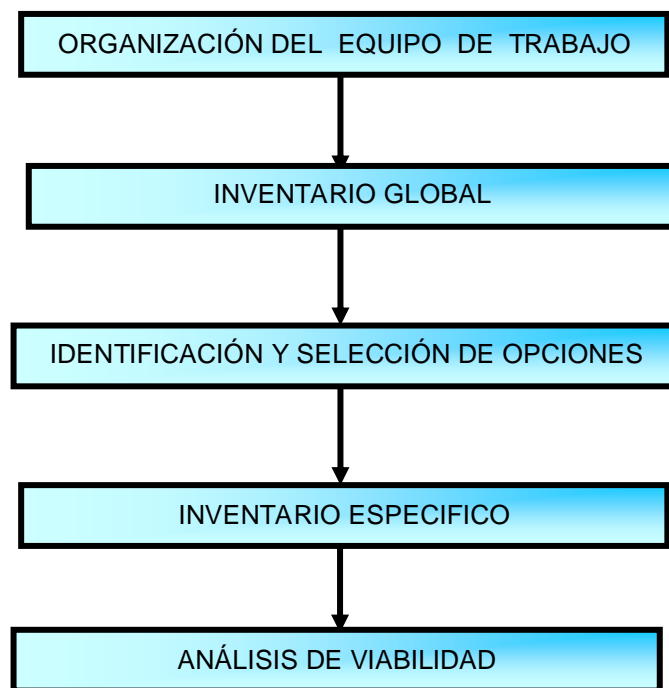 ORGANIZACIÓN DEL EQUIPO DE TRABAJO
INVENTARIO GLOBAL
IDENTIFICACIÓN Y SELECCIÓN DE OPCIONES
INVENTARIO ESPECIFICO
ANÁLISIS DE VIABILIDAD